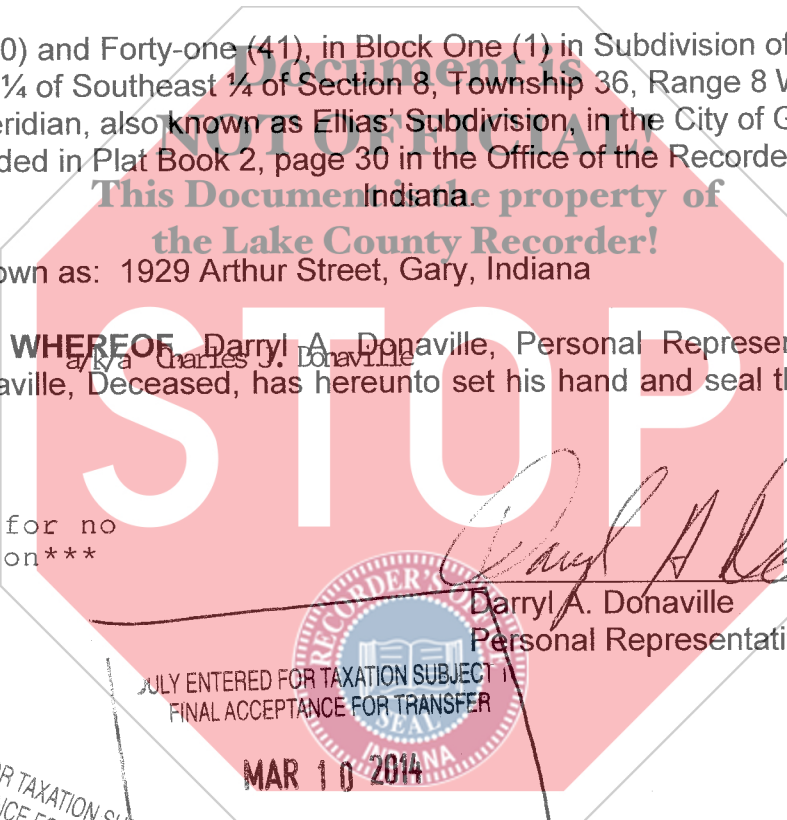 0) and Forty-one (41), in Block One (1) in Subdivision of
Document is
¼ of Southeast ¼ of Section 8, Township 36, Range 8 W
eridian, also known as Ellias' Subdivision, in the City of G
NOT OFFICIAL!
ded in Plat Book 2, page 30 in the Office of the Recorde
This Document is the property of
Indiana.
the Lake County Recorder!
own as: 1929 Arthur Street, Gary, Indiana
STOP
WHEREOF, Darryl A. Donaville, Personal Represen
a/k/a Charles J. Donaville
aville, Deceased, has hereunto set his hand and seal th
for no
on***
Darryl A Do
Darryl A. Donaville
Personal Representati
RECORDER'S OFFICE
SEAL
INDIANA
DULY ENTERED FOR TAXATION SUBJECT T
FINAL ACCEPTANCE FOR TRANSFER
MAR 10 2014
R TAXATION SU